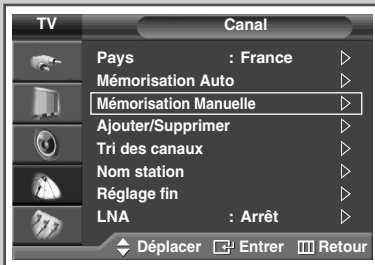 TV Canal
Pays : France
Mémorisation Auto
Mémorisation Manuelle
Ajouter/Supprimer
Tri des canaux
Nom station
Réglage fin
LNA : Arrêt
Déplacer Entrer Retour